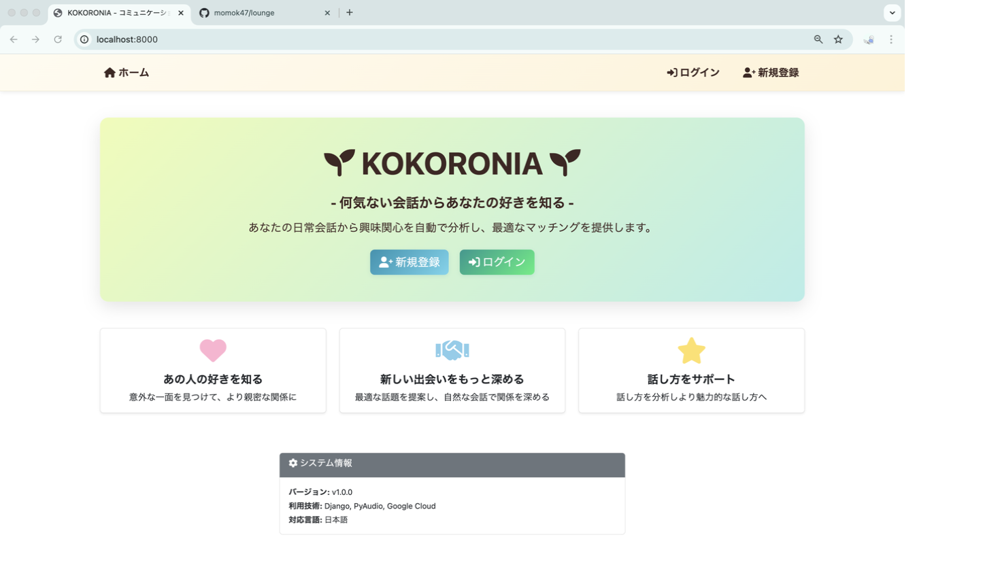 KOKORONIA - コミュニケーシ
momok47/lounge
localhost:8000
ホーム
ログイン
新規登録
KOKORONIA
- 何気ない会話からあなたの好きを知る -
あなたの日常会話から興味関心を自動で分析し、最適なマッチングを提供します。
新規登録
ログイン
あの人の好きを知る
意外な一面を見つけて、より親密な関係に
新しい出会いをもっと深める
最適な話題を提案し、自然な会話で関係を深める
話し方をサポート
話し方を分析しより魅力的な話し方へ
システム情報
バージョン: v1.0.0
利用技術: Django, PyAudio, Google Cloud
対応言語: 日本語